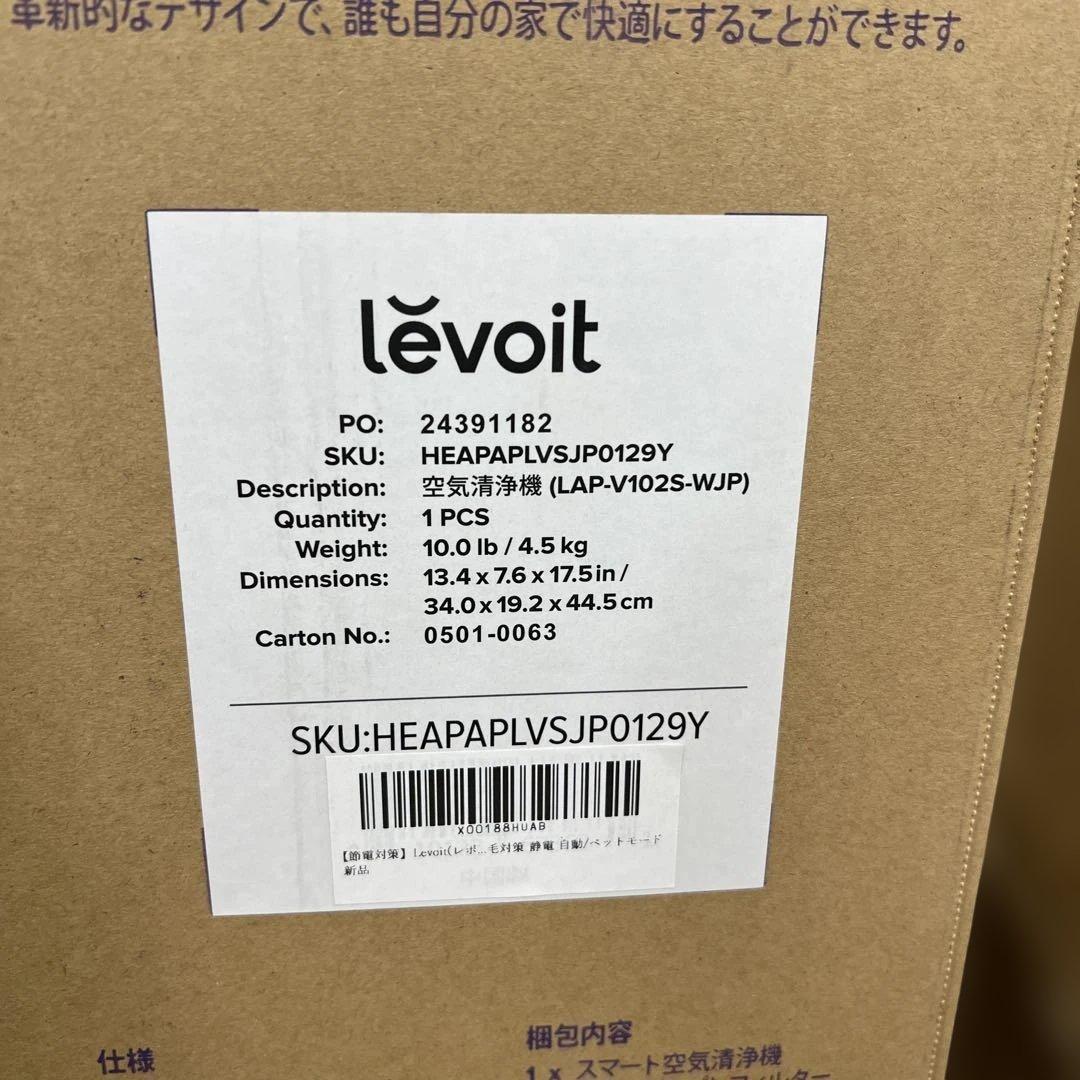 革新的なデザインで、誰も自分の家で快適にすることができます。
levoit
PO: 24391182
SKU: HEAPAPLVSJP0129Y
Description: 空気清浄機 (LAP-V102S-WJP)
Quantity: 1 PCS
Weight: 10.0 lb / 4.5 kg
Dimensions: 13.4 x 7.6 x 17.5 in /
34.0 x 19.2 x 44.5 cm
Carton No.: 0501-0063
SKU:HEAPAPLVSJP0129Y
X00188HUAB
【節電対策】Levoit(レボ...毛対策 静電 自動/ペットモード
新品
仕様
梱包内容
1 x スマート空気清浄機